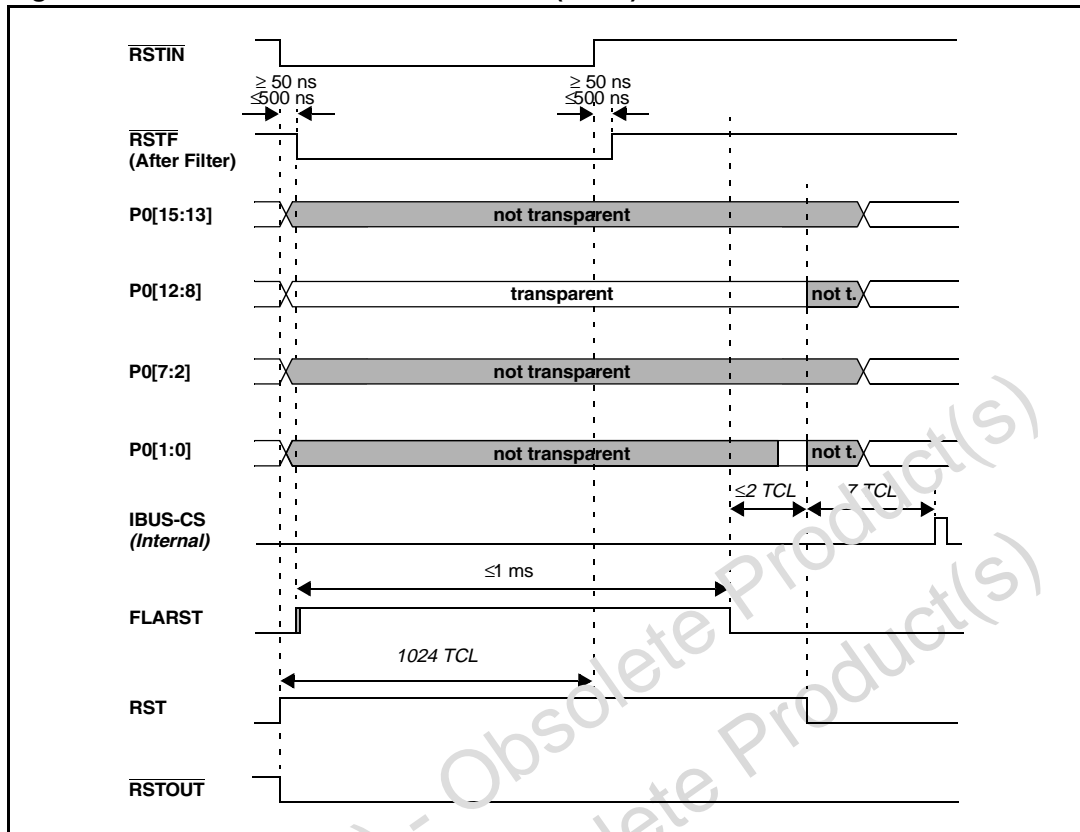 RSTIN
≥ 50 ns ≥ 50 ns
≤500 ns ≤500 ns
RSTF
(After Filter)
P0[15:13] not transparent
P0[12:8] transparent not t.
P0[7:2] not transparent
P0[1:0] not transparent not t.
≤2 TCL 7 TCL
IBUS-CS
(Internal)
≤1 ms
FLARST
1024 TCL
RST
RSTOUT
- Obsolete Product(s)
Obsolete Product(s)